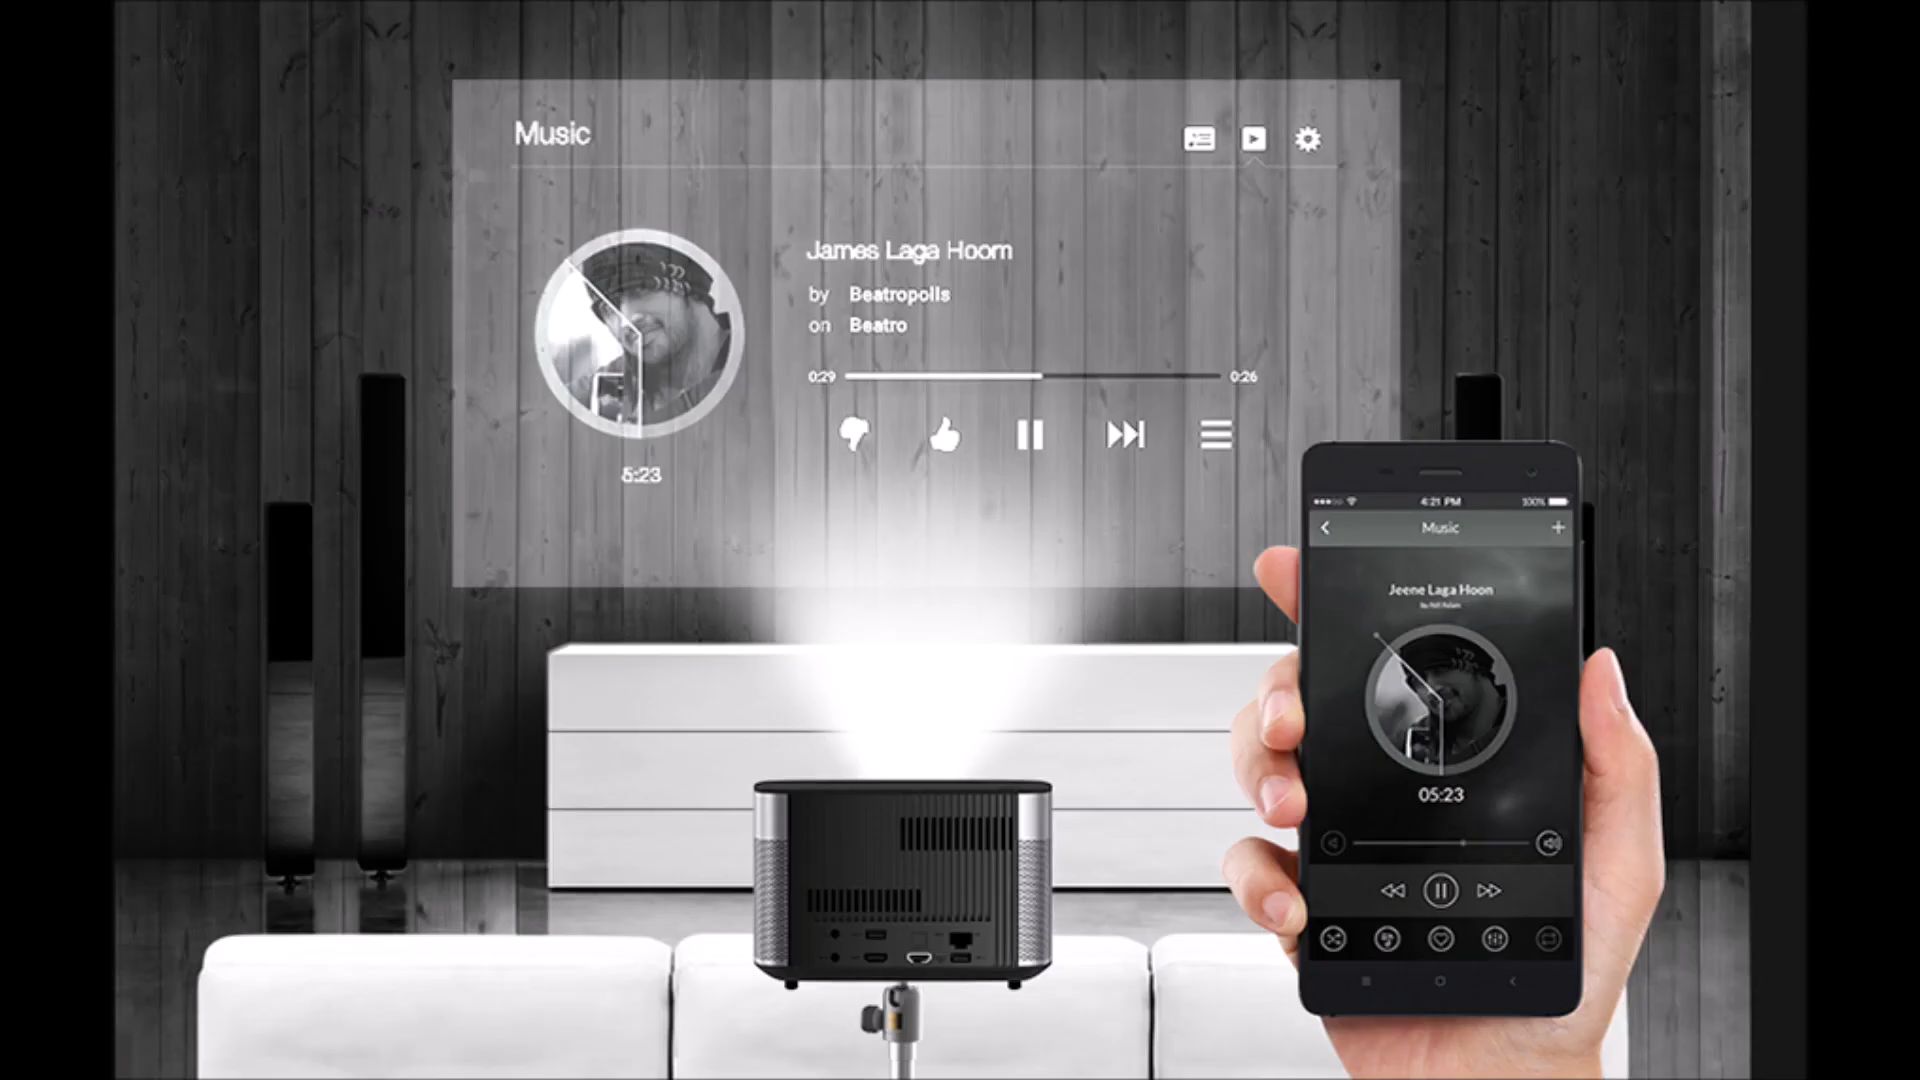 Music
James Laga Hoom
by Beatropolis
on Beatro
0:29
0:26
5:23
4:21 PM
100%
Music
Jeene Laga Hoon
05:23